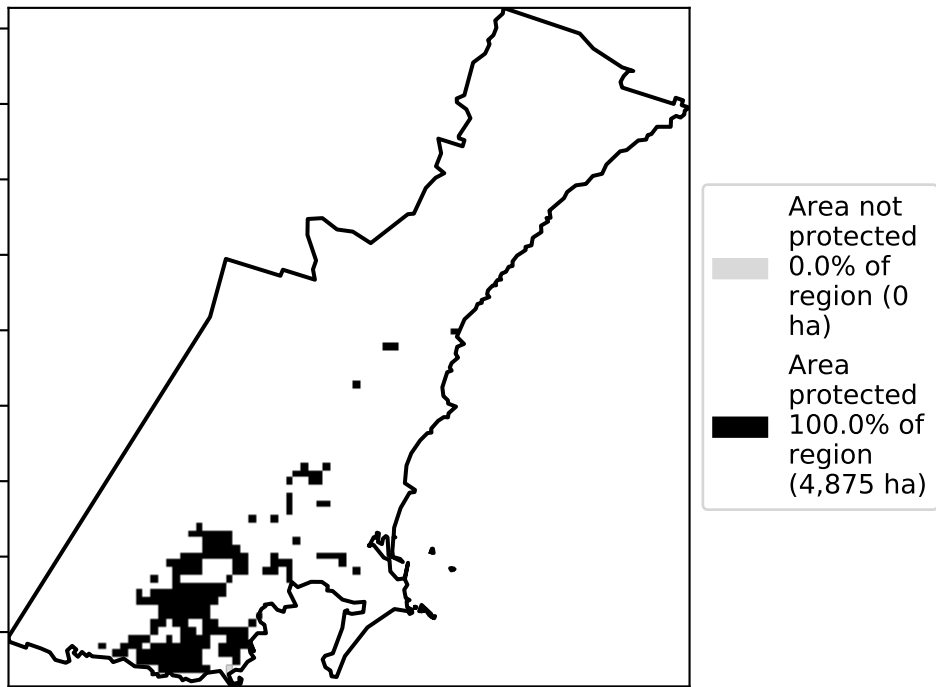 Area not
protected
0.0% of
region (0
ha)
Area
protected
100.0% of
region
(4,875 ha)